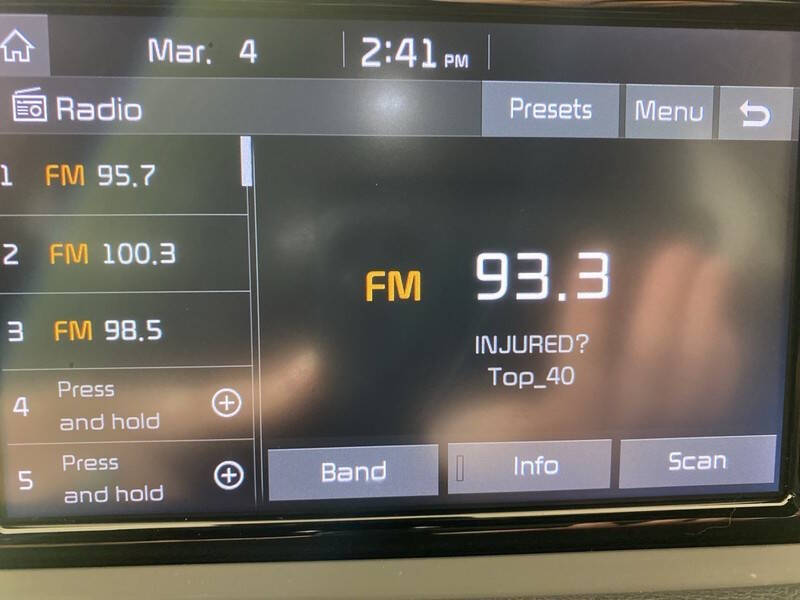 Mar. 4 2:41 PM
Radio Presets Menu
1 FM 95.7
2 FM 100.3
3 FM 98.5
4 Press
and hold
5 Press
and hold
FM 93.3
INJURED?
Top_40
Band Info Scan